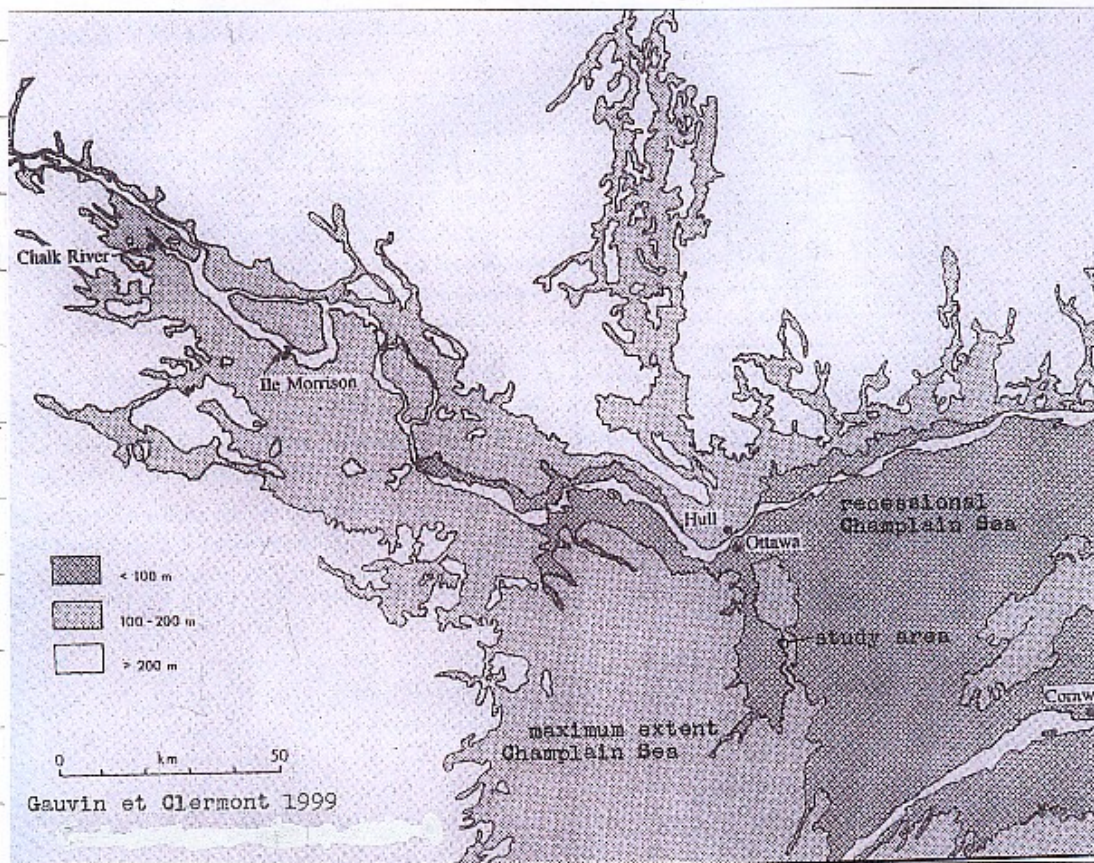 Chalk River
Ile Morrison
Hull
Ottawa
recessional
Champlain Sea
study area
Cornw
maximum extent
Champlain Sea
< 100 m
100-200 m
> 200 m
0 km 50
Gauvin et Clermont 1999